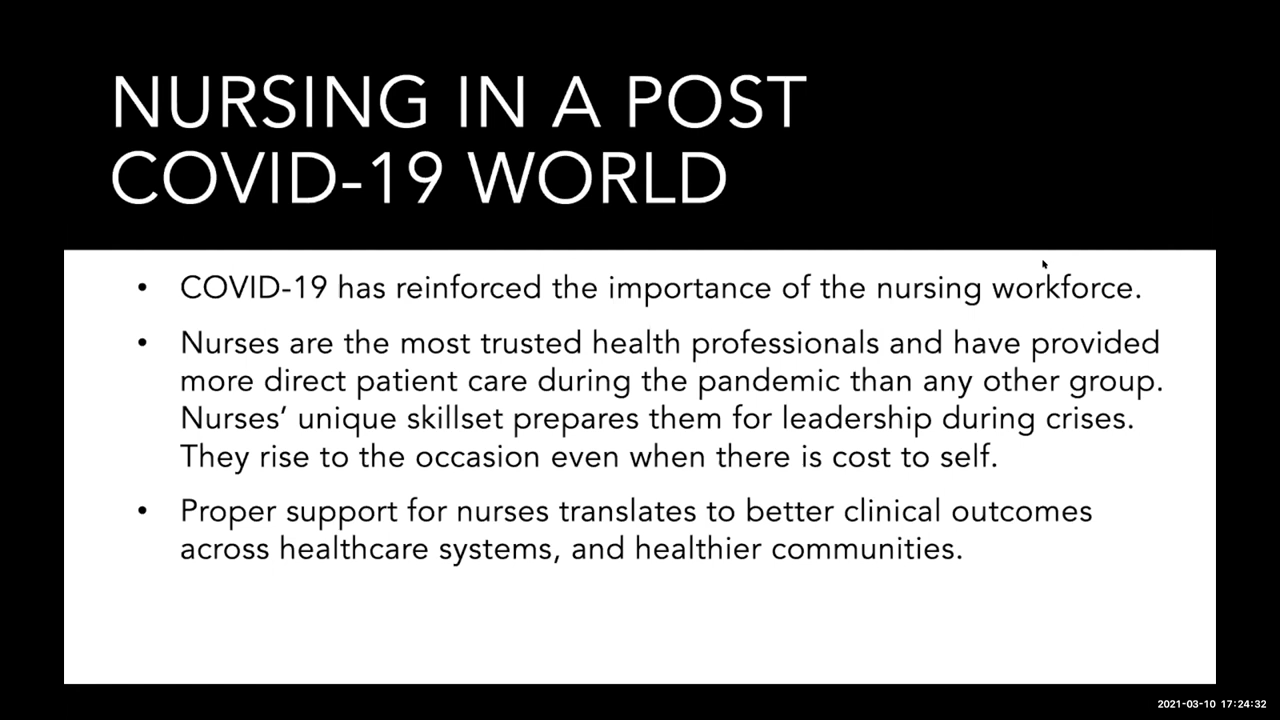 NURSING IN A POST
COVID-19 WORLD
• COVID-19 has reinforced the importance of the nursing workforce.
• Nurses are the most trusted health professionals and have provided
more direct patient care during the pandemic than any other group.
Nurses’ unique skillset prepares them for leadership during crises.
They rise to the occasion even when there is cost to self.
• Proper support for nurses translates to better clinical outcomes
across healthcare systems, and healthier communities.
2021-03-10 17:24:32